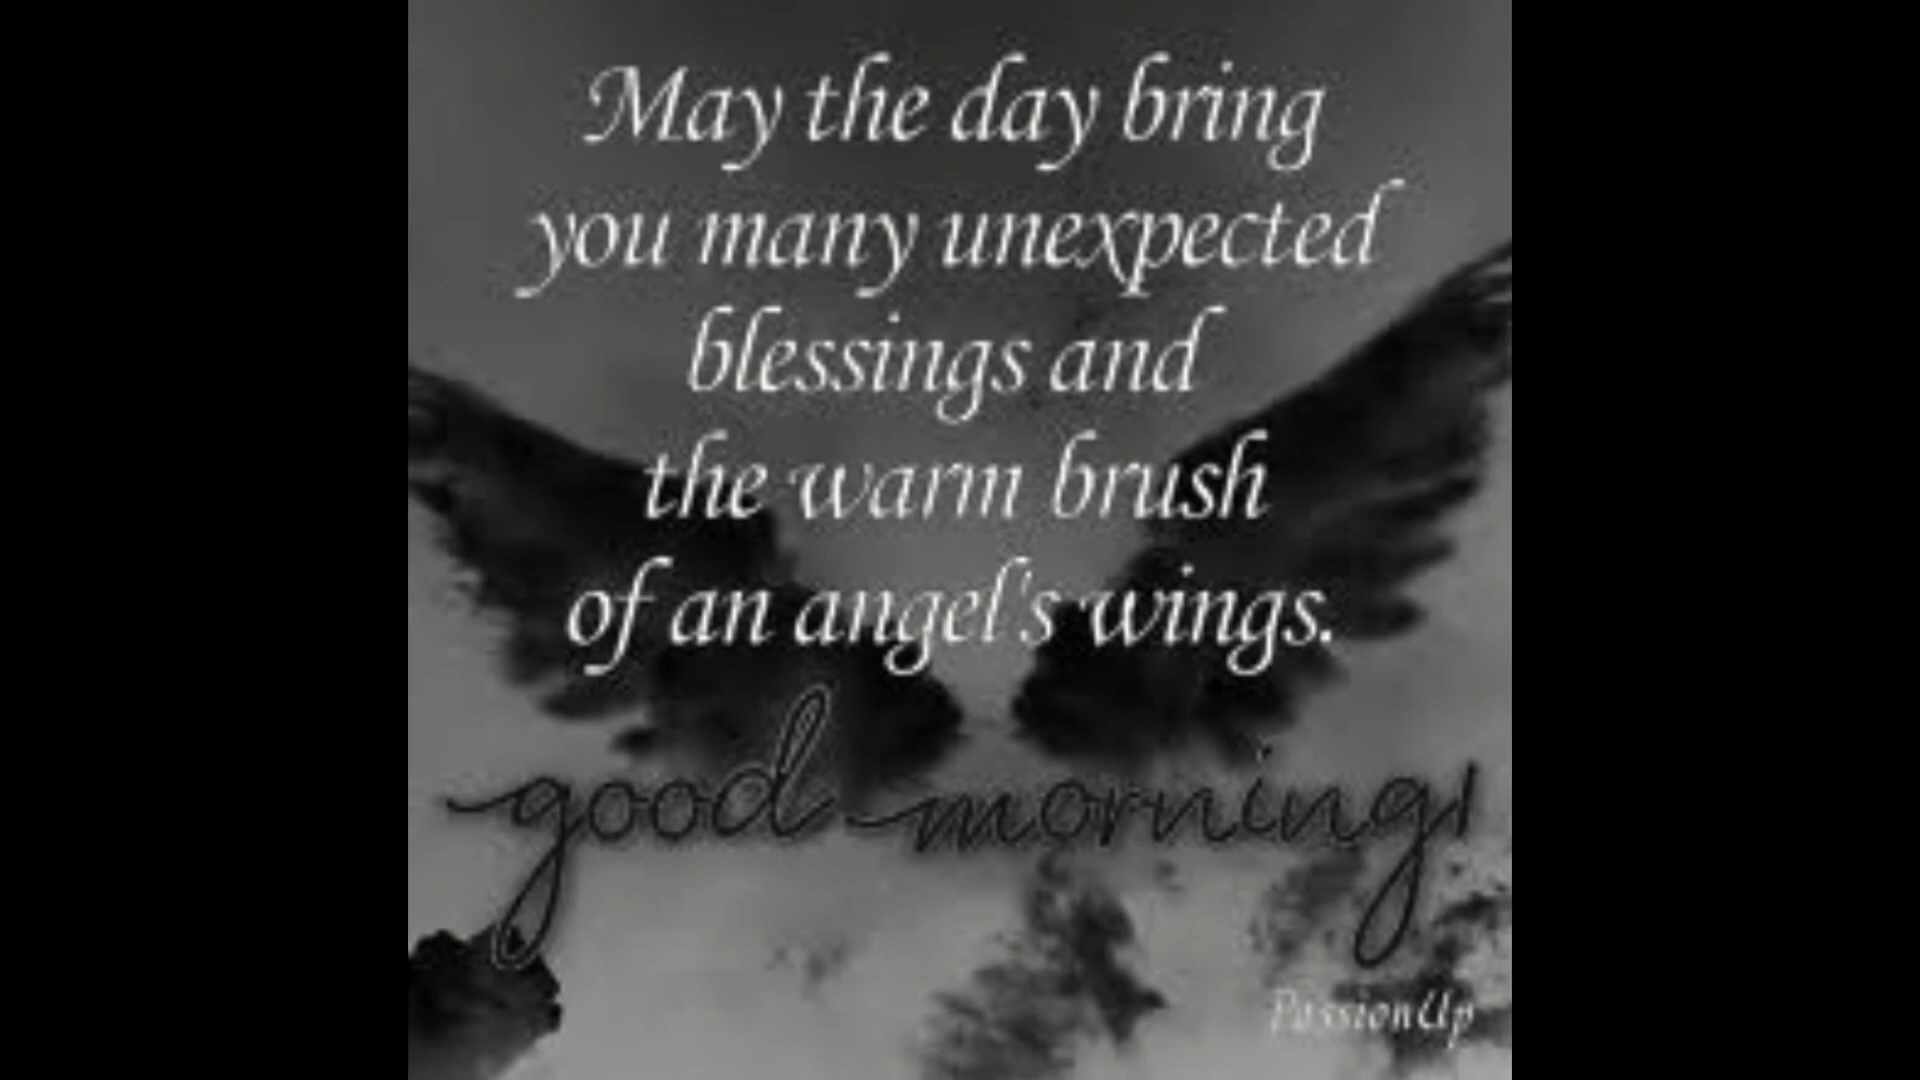 May the day bring
you many unexpected
blessings and
the warm brush
of an angel's wings.
good morning!
PassionUp